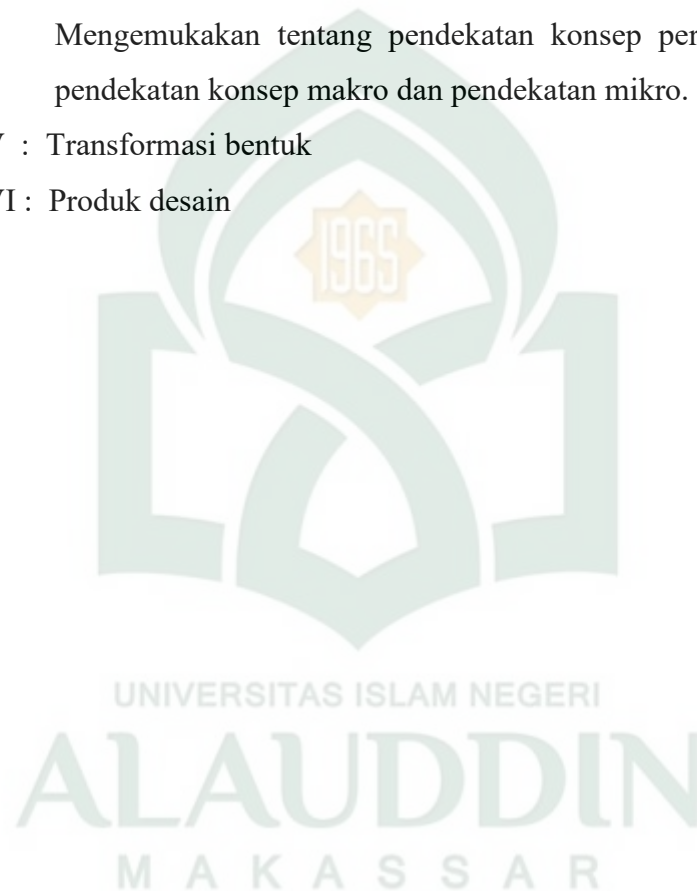 Mengemukakan tentang pendekatan konsep
pendekatan konsep makro dan pendekatan mikro.
: Transformasi bentuk
VI : Produk desain
1965
UNIVERSITAS ISLAM NEGERI
ALAUDDIN
MAKASSAR